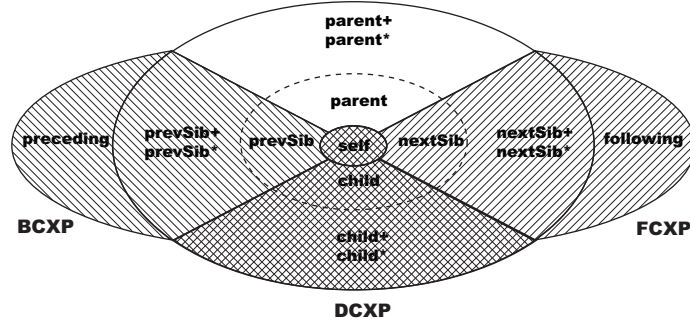 parent+
parent*
parent
preceding
prevSib+
prevSib*
prevSib
self
nextSib
nextSib+
nextSib*
following
child
BCXP
FCXP
child+
child*
DCXP